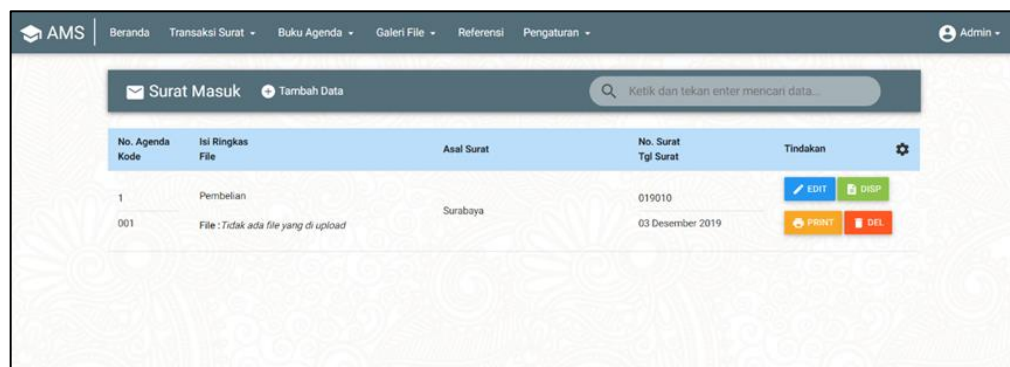 AMS Beranda Transaksi Surat Buku Agenda Galeri File Referensi Pengaturan Admin
Surat Masuk Tambah Data Ketik dan tekan enter mencari data...
No. Agenda Isi Ringkas No. Surat
Asal Surat Tindakan
Kode File Tgl Surat
1 Pembelian 019010 EDIT DISP
Surabaya
001 File : Tidak ada file yang di upload 03 Desember 2019 PRINT DEL